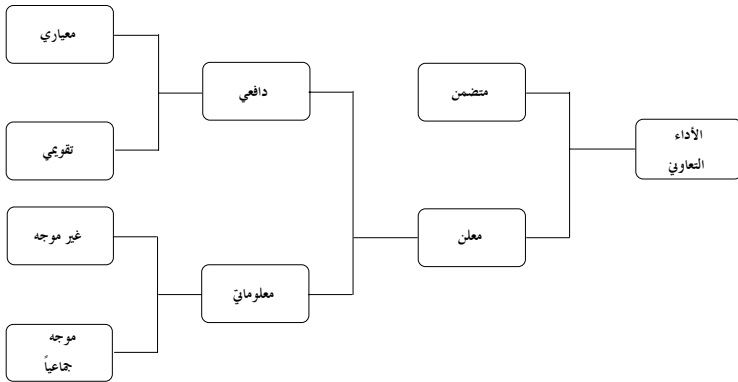 الأداء
التعاوني
متضمن
معلن
دافعي
معلوماتيّ
معياري
تقويمي
غير موجه
موجه
جماعياً